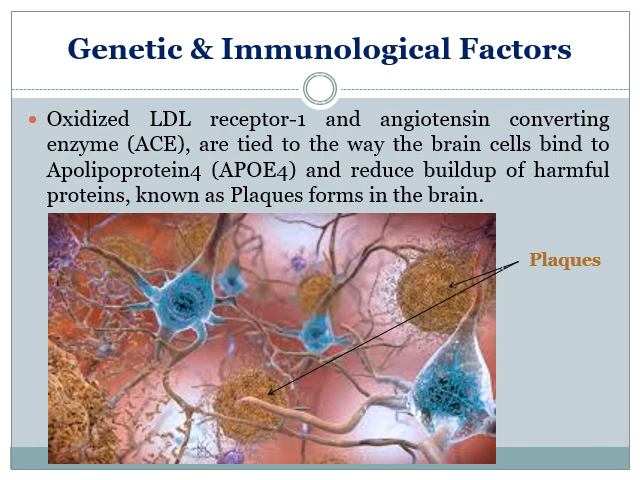 Genetic & Immunological Factors
Oxidized LDL receptor-1 and angiotensin converting
enzyme (ACE), are tied to the way the brain cells bind to
Apolipoprotein4 (APOE4) and reduce buildup of harmful
proteins, known as Plaques forms in the brain.
Plaques